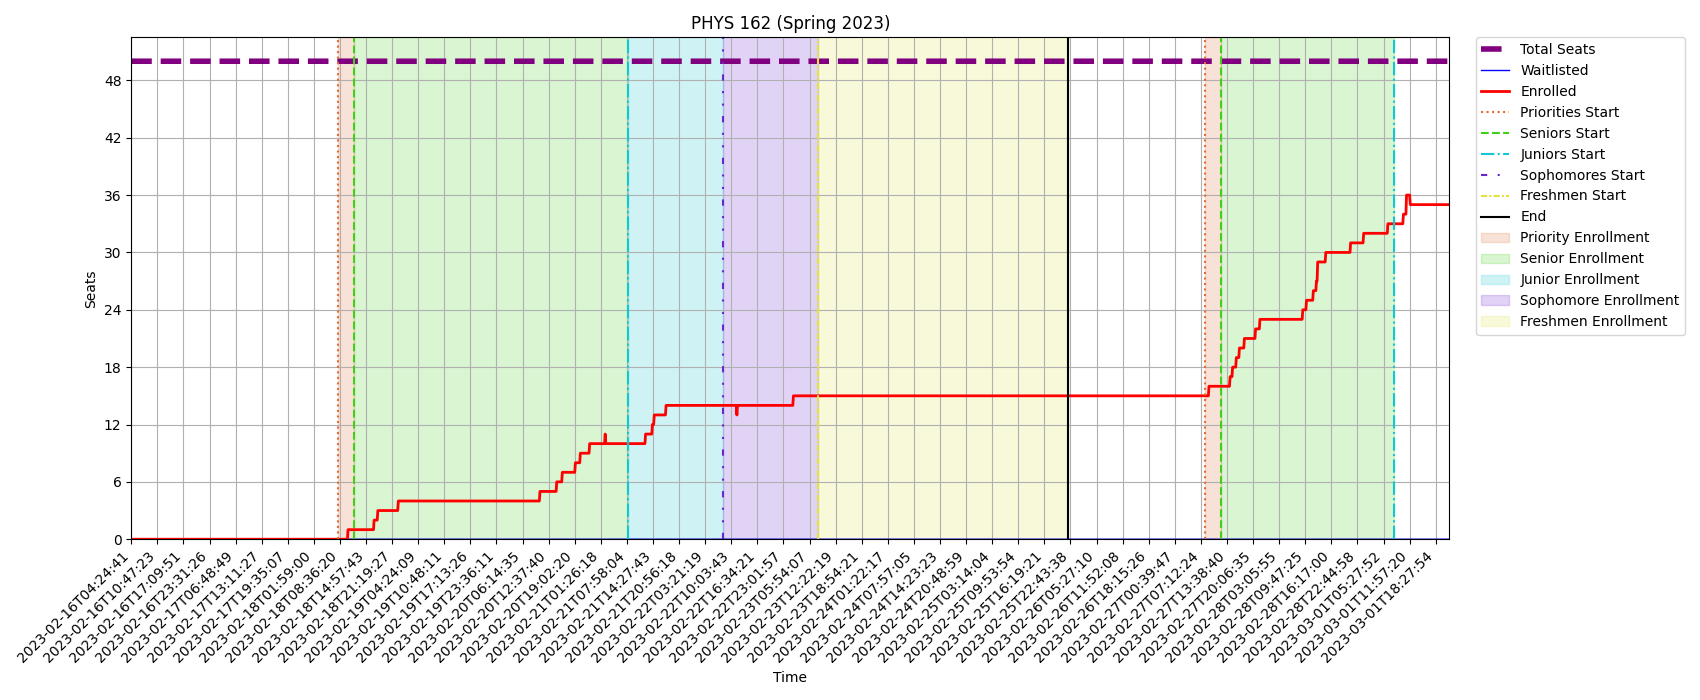 PHYS 162 (Spring 2023)
Seats
48
42
36
30
24
18
12
6
0
2023-02-16T04:24:41
2023-02-16T10:47:23
2023-02-16T17:09:51
2023-02-16T23:31:26
2023-02-17T06:48:49
2023-02-17T13:11:27
2023-02-17T19:35:07
2023-02-18T01:59:00
2023-02-18T08:36:20
2023-02-18T14:57:43
2023-02-18T21:19:27
2023-02-19T04:24:09
2023-02-19T10:48:11
2023-02-19T17:13:26
2023-02-19T23:36:11
2023-02-20T06:14:35
2023-02-20T12:37:40
2023-02-20T19:02:20
2023-02-21T01:26:18
2023-02-21T07:58:04
2023-02-21T14:27:43
2023-02-21T20:56:18
2023-02-22T03:21:19
2023-02-22T10:03:43
2023-02-22T16:34:21
2023-02-22T23:01:57
2023-02-23T05:54:07
2023-02-23T12:22:19
2023-02-23T18:54:21
2023-02-24T01:22:17
2023-02-24T07:57:05
2023-02-24T14:23:23
2023-02-24T20:48:59
2023-02-25T03:14:04
2023-02-25T09:53:54
2023-02-25T16:19:21
2023-02-25T22:43:38
2023-02-26T05:27:10
2023-02-26T11:52:08
2023-02-26T18:15:26
2023-02-27T00:39:47
2023-02-27T07:12:24
2023-02-27T13:38:40
2023-02-27T20:06:35
2023-02-28T03:05:55
2023-02-28T09:47:25
2023-02-28T16:17:00
2023-02-28T22:44:58
2023-03-01T05:27:52
2023-03-01T11:57:20
2023-03-01T18:27:54
Time
Total Seats
Waitlisted
Enrolled
Priorities Start
Seniors Start
Juniors Start
Sophomores Start
Freshmen Start
End
Priority Enrollment
Senior Enrollment
Junior Enrollment
Sophomore Enrollment
Freshmen Enrollment